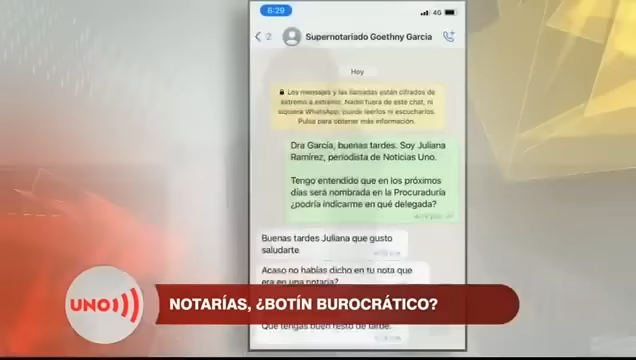 6:29
4G
2
Supernotariado Goethny Garcia
Hoy
Los mensajes y las llamadas están cifrados de
extremo a extremo. Nadie fuera de este chat, ni
siquiera WhatsApp, puede leerlos ni escucharlos.
Pulsa para obtener más información.
Dra García, buenas tardes. Soy Juliana
Ramírez, periodista de Noticias Uno.
Tengo entendido que en los próximos
días será nombrada en la Procuraduría
¿podría indicarme en qué delegada?
Buenas tardes Juliana que gusto
saludarte
Acaso no habías dicho en tu nota que
era en una notaría?
UNO
NOTARÍAS, ¿BOTÍN BUROCRÁTICO?
Que tengas buen resto de tarde.